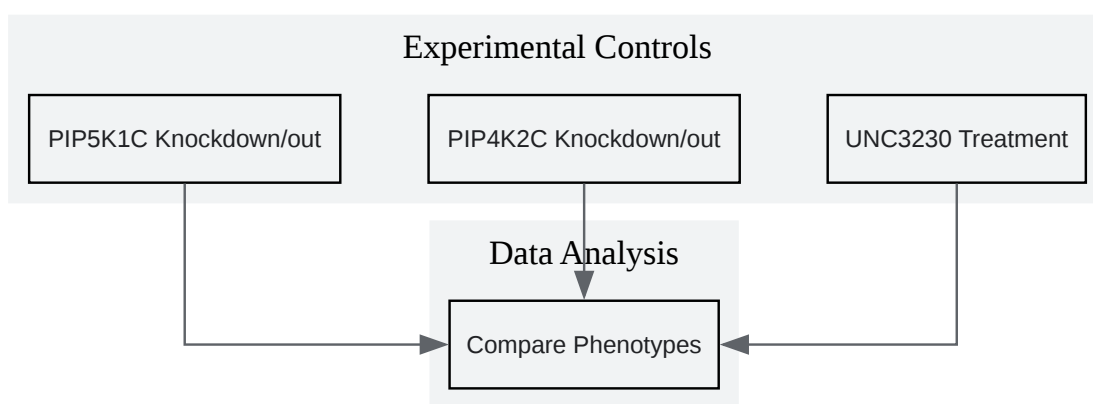 Experimental Controls
PIP5K1C Knockdown/out
PIP4K2C Knockdown/out
UNC3230 Treatment
Data Analysis
Compare Phenotypes